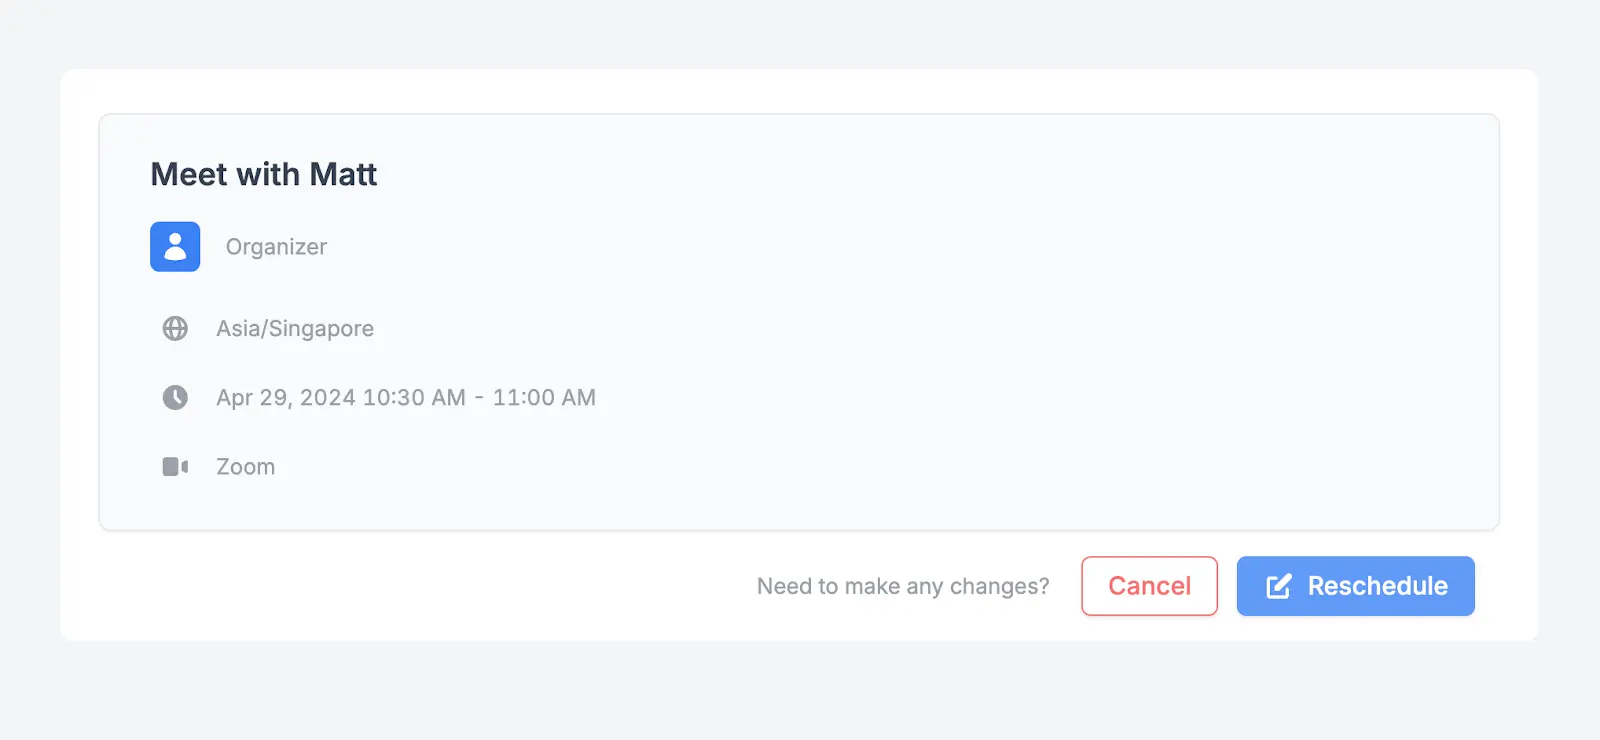 Meet with Matt
Organizer
Asia/Singapore
Apr 29, 2024 10:30 AM - 11:00 AM
Zoom
Need to make any changes? Cancel Reschedule